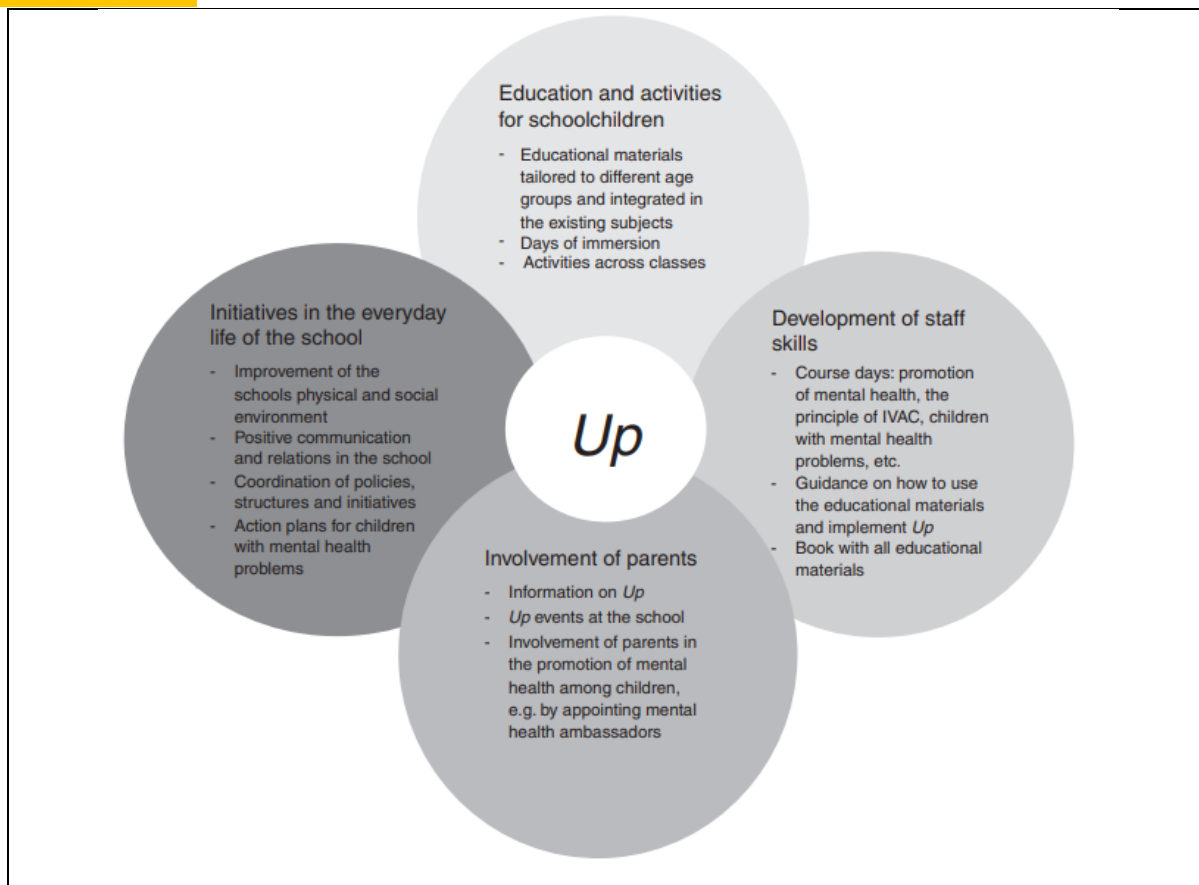 Education and activities
for schoolchildren
- Educational materials
tailored to different age
groups and integrated in
the existing subjects
- Days of immersion
- Activities across classes
Initiatives in the everyday
life of the school
- Improvement of the
schools physical and social
environment
- Positive communication
and relations in the school
- Coordination of policies,
structures and initiatives
- Action plans for children
with mental health
problems
Up
Development of staff
skills
- Course days: promotion
of mental health, the
principle of IVAC, children
with mental health
problems, etc.
- Guidance on how to use
the educational materials
and implement Up
- Book with all educational
materials
Involvement of parents
- Information on Up
- Up events at the school
- Involvement of parents in
the promotion of mental
health among children,
e.g. by appointing mental
health ambassadors